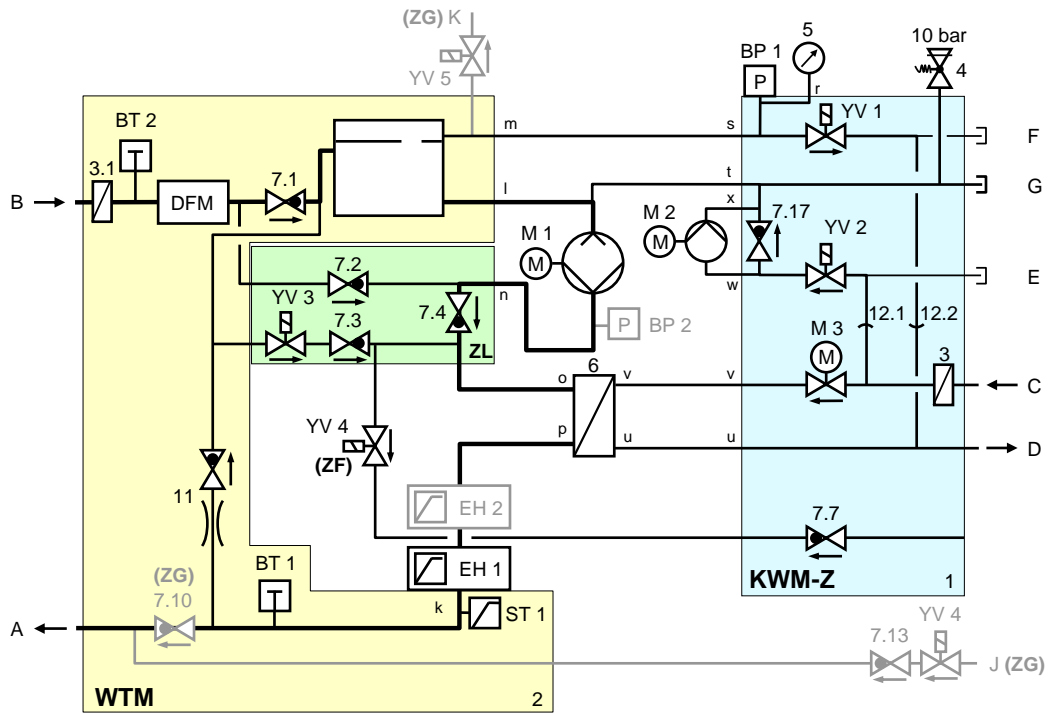 (ZG) K
5
10 bar
BP 1
4
P
r
YV 5
YV 1
BT 2
m
s
F
3.1
7.1
t
G
B
DFM
l
x
M 2
7.17
M 1
M
YV 2
M
w
E
7.2
n
YV 3
7.4
12.1
12.2
7.3
P
BP 2
M 3
ZL
M
3
6
o
v
v
C
YV 4
(ZF)
p
u
u
D
11
EH 2
7.7
(ZG)
7.10
BT 1
EH 1
KWM-Z
1
k
ST 1
A
YV 4
7.13
J (ZG)
WTM
2